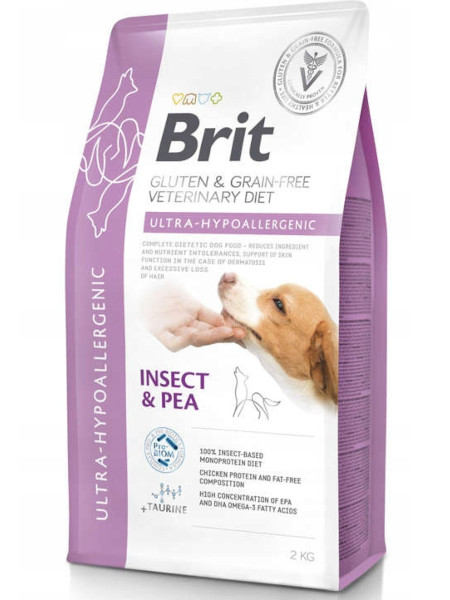 Brit
GLUTEN & GRAIN-FREE
VETERINARY DIET
ULTRA-HYPOALLERGENIC
COMPLETE DIETETIC DOG FOOD – REDUCES INGREDIENT
AND NUTRIENT INTOLERANCES, SUPPORT OF SKIN
FUNCTION IN THE CASE OF DERMATOSIS
AND EXCESSIVE LOSS
OF HAIR
INSECT
& PEA
ULTRA-HYPOALLERGENIC
PreBIOM
+TAURINE
100% INSECT-BASED
MONOPROTEIN DIET
CHICKEN PROTEIN AND FAT-FREE
COMPOSITION
HIGH CONCENTRATION OF EPA
AND DHA OMEGA-3 FATTY ACIDS
2 KG